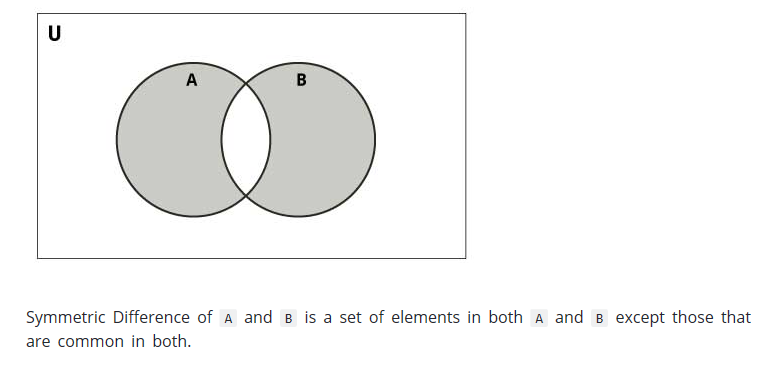 U
A B
Symmetric Difference of A and B is a set of elements in both A and B except those that
are common in both.